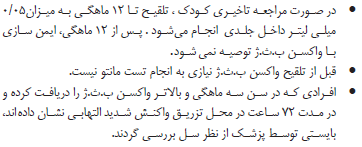 • در صورت مراجعه تاخیری کودک ، تلقیح تا ۱۲ ماهگی به میزان ۰/۰۵
میلی لیتر داخل جلدی انجام می‌شود . پس از ۱۲ ماهگی، ایمن سازی
با واکسن ب.ث.ژ توصیه نمی شود.
• قبل از تلقیح واکسن ب.ث.ژ نیازی به انجام تست مانتو نیست.
• افرادی که در سن سه ماهگی و بالاتر واکسن ب.ث.ژ را دریافت کرده و
در مدت ۷۲ ساعت در محل تزریق واکنش شدید التهابی نشان داده‌اند،
بایستی توسط پزشک از نظر سل بررسی گردند.